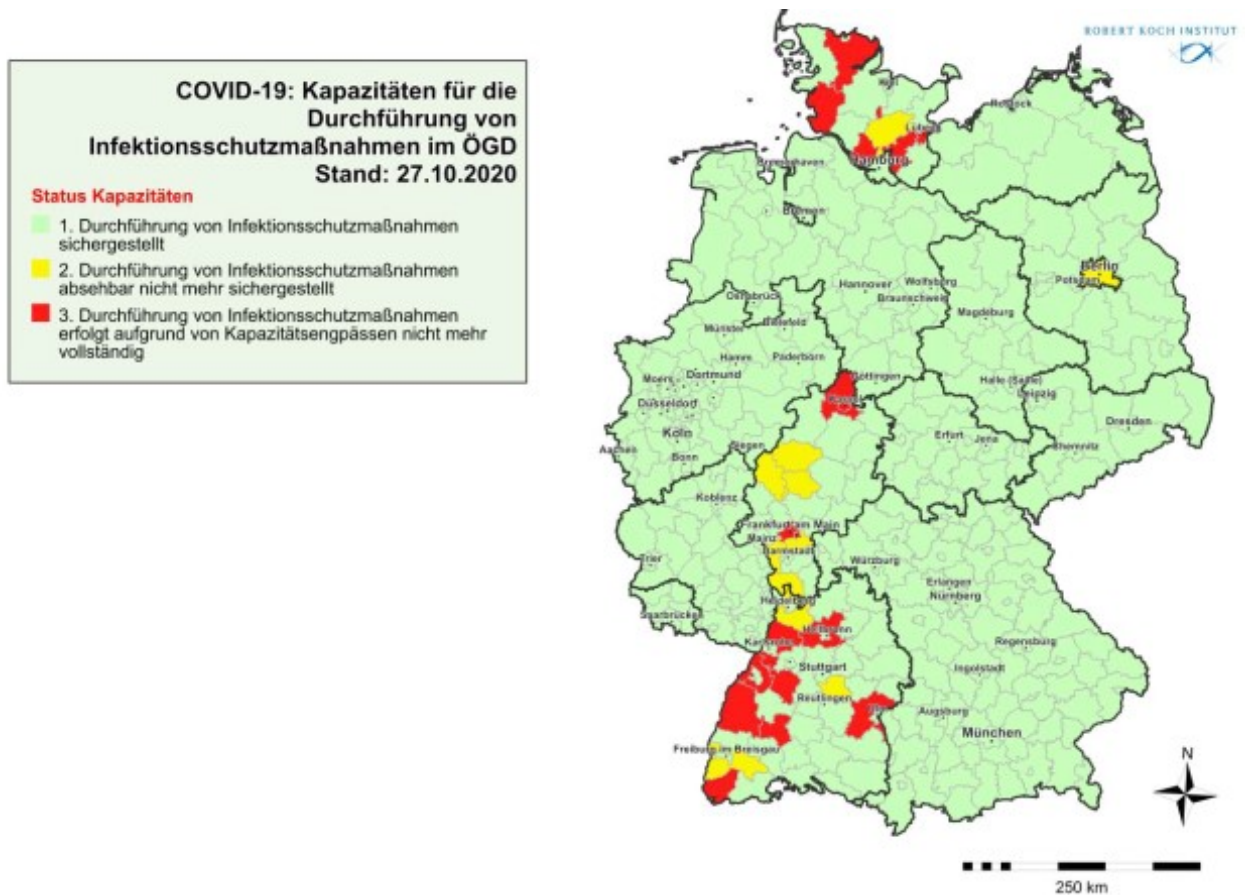 COVID-19: Kapazitäten für die
Durchführung von
Infektionsschutzmaßnahmen im ÖGD
Stand: 27.10.2020
Status Kapazitäten
1. Durchführung von Infektionsschutzmaßnahmen
sichergestellt
2. Durchführung von Infektionsschutzmaßnahmen
absehbar nicht mehr sichergestellt
3. Durchführung von Infektionsschutzmaßnahmen
erfolgt aufgrund von Kapazitätsengpässen nicht mehr
vollständig
ROBERT KOCH INSTITUT
Kiel
Rostock
Lübeck
Hamburg
Bremerhaven
Bremen
Berlin
Potsdam
Wolfsburg
Hannover
Braunschweig
Osnabrück
Magdeburg
Bielefeld
Münster
Hamm
Paderborn
Moers
Dortmund
Göttingen
Halle (Saale)
Leipzig
Kassel
Düsseldorf
Dresden
Köln
Erfurt
Jena
Siegen
Chemnitz
Aachen
Bonn
Koblenz
Frankfurt am Main
Mainz
Darmstadt
Trier
Würzburg
Erlangen
Nürnberg
Heidelberg
Saarbrücken
Heilbronn
Karlsruhe
Regensburg
Stuttgart
Ingolstadt
Reutlingen
Ulm
Augsburg
München
Freiburg im Breisgau
N
250 km